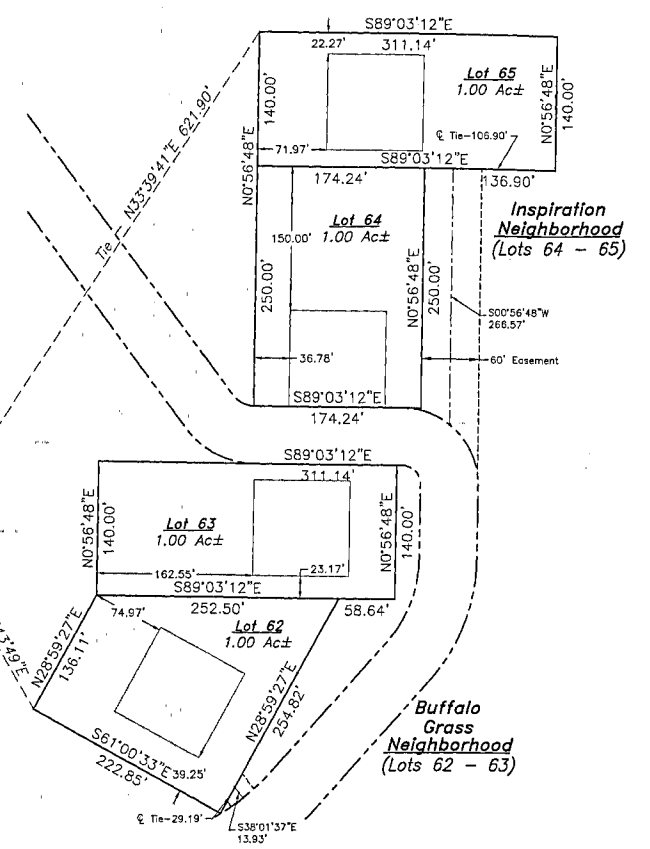 S89°03'12"E
22.27'
311.14'
Lot 65
1.00 Ac±
140.00'
N0°56'48"E
N0°56'48"E
140.00'
Tie N33°39'41"E 621.90'
℄ Tie-106.90'
71.97'
S89°03'12"E
174.24'
136.90'
Lot 64
1.00 Ac±
150.00'
250.00'
N0°56'48"E
250.00'
Inspiration
Neighborhood
(Lots 64 - 65)
S00°56'48"W
266.57'
36.78'
60' Easement
S89°03'12"E
174.24'
S89°03'12"E
311.14'
Lot 63
1.00 Ac±
N0°56'48"E
140.00'
N0°56'48"E
140.00'
162.55'
23.17'
S89°03'12"E
252.50'
58.64'
74.97'
Lot 62
1.00 Ac±
N28°59'27"E
136.11'
N28°59'27"E
254.82'
S61°00'33"E
222.85'
39.25'
℄ Tie-29.19'
S38°01'37"E
13.93'
Buffalo
Grass
Neighborhood
(Lots 62 - 63)